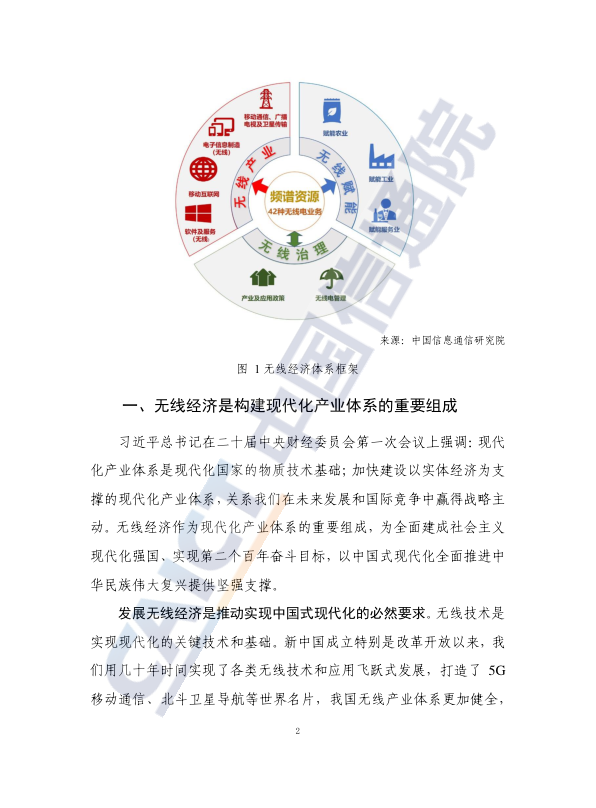 移动通信、广播
电视及卫星传输
电子信息制造
(无线)
移动互联网
软件及服务
(无线)
无线产业
赋能农业
赋能工业
赋能服务业
无线赋能
频谱资源
42种无线电业务
无线治理
产业及应用政策
无线电管理
来源：中国信息通信研究院
图 1 无线经济体系框架
一、无线经济是构建现代化产业体系的重要组成
习近平总书记在二十届中央财经委员会第一次会议上强调：现代
化产业体系是现代化国家的物质技术基础；加快建设以实体经济为支
撑的现代化产业体系，关系我们在未来发展和国际竞争中赢得战略主
动。无线经济作为现代化产业体系的重要组成，为全面建成社会主义
现代化强国、实现第二个百年奋斗目标，以中国式现代化全面推进中
华民族伟大复兴提供坚强支撑。
发展无线经济是推动实现中国式现代化的必然要求。无线技术是
实现现代化的关键技术和基础。新中国成立特别是改革开放以来，我
们用几十年时间实现了各类无线技术和应用飞跃式发展，打造了 5G
移动通信、北斗卫星导航等世界名片，我国无线产业体系更加健全，
2
CAICT 中国信通院